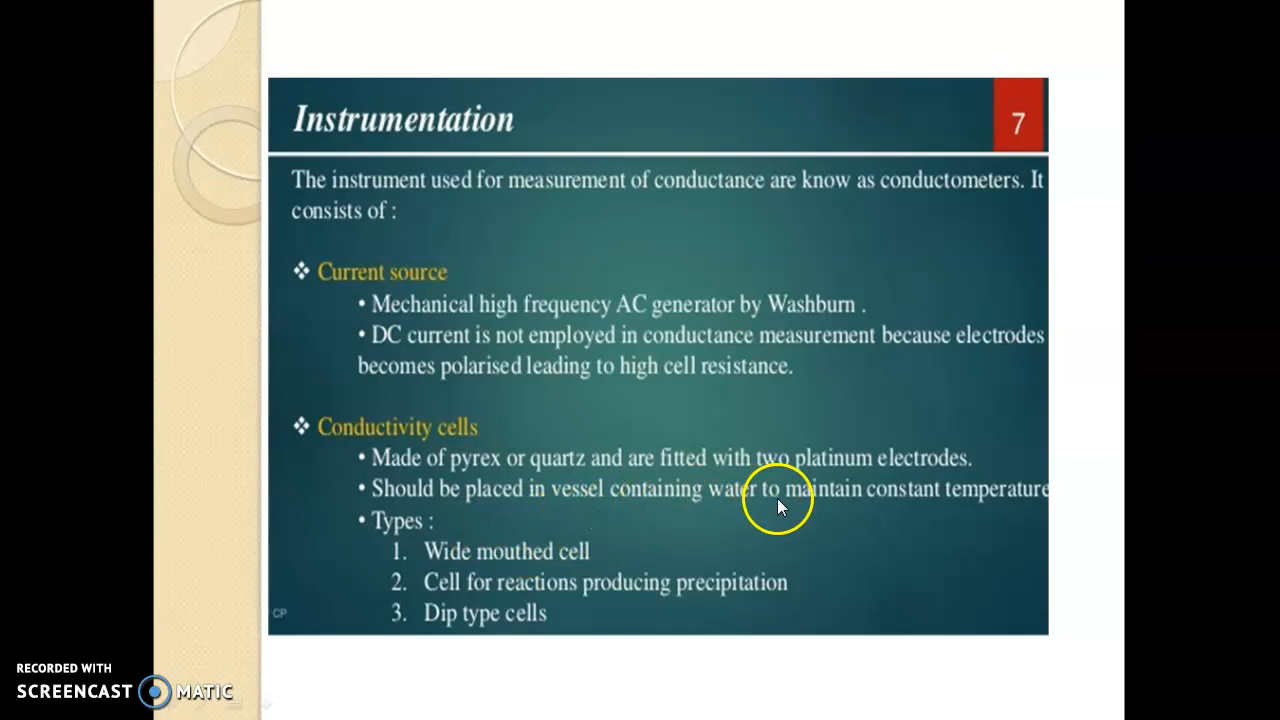 Instrumentation
7
The instrument used for measurement of conductance are know as conductometers. It
consists of :
❖ Current source
• Mechanical high frequency AC generator by Washburn .
• DC current is not employed in conductance measurement because electrodes
becomes polarised leading to high cell resistance.
❖ Conductivity cells
• Made of pyrex or quartz and are fitted with two platinum electrodes.
• Should be placed in vessel containing water to maintain constant temperature
• Types :
1. Wide mouthed cell
2. Cell for reactions producing precipitation
3. Dip type cells
CP
RECORDED WITH
SCREENCAST MATIC